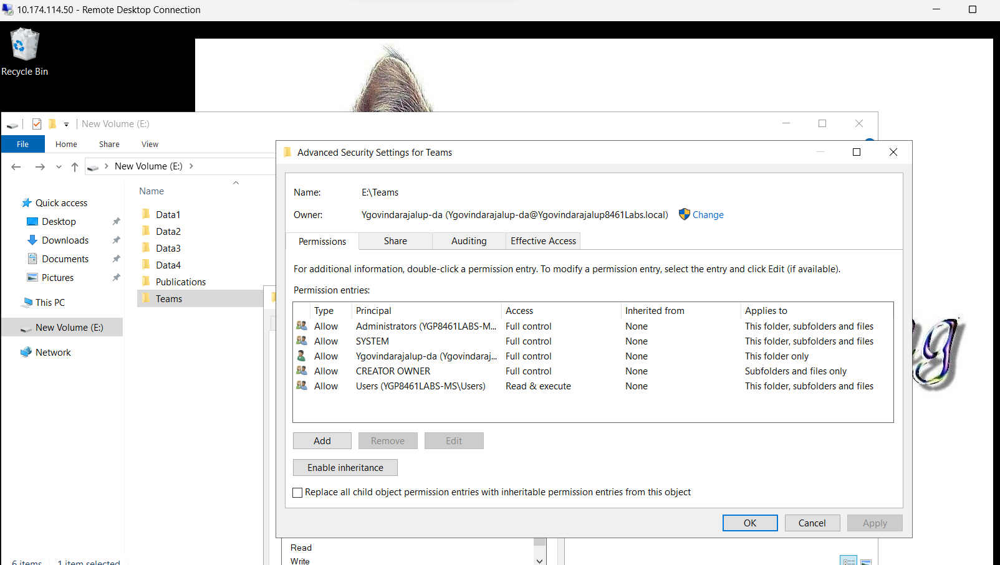 10.174.114.50 - Remote Desktop Connection
Recycle Bin
New Volume (E:)
File Home Share View
New Volume (E:)
Name
Quick access
Desktop
Downloads
Documents
Pictures
This PC
New Volume (E:)
Network
Data1
Data2
Data3
Data4
Publications
Teams
6 items 1 item selected
Advanced Security Settings for Teams
Name: E:\Teams
Owner: Ygovindarajalup-da (Ygovindarajalup-da@Ygovindarajalup8461Labs.local) Change
Permissions Share Auditing Effective Access
For additional information, double-click a permission entry. To modify a permission entry, select the entry and click Edit (if available).
Permission entries:
Type Principal Access Inherited from Applies to
Allow Administrators (YGP8461LABS-M... Full control None This folder, subfolders and files
Allow SYSTEM Full control None This folder, subfolders and files
Allow Ygovindarajalup-da (Ygovindaraj... Full control None This folder only
Allow CREATOR OWNER Full control None Subfolders and files only
Allow Users (YGP8461LABS-MS\Users) Read & execute None This folder, subfolders and files
Add Remove Edit
Enable inheritance
Replace all child object permission entries with inheritable permission entries from this object
OK Cancel Apply
Read
Write